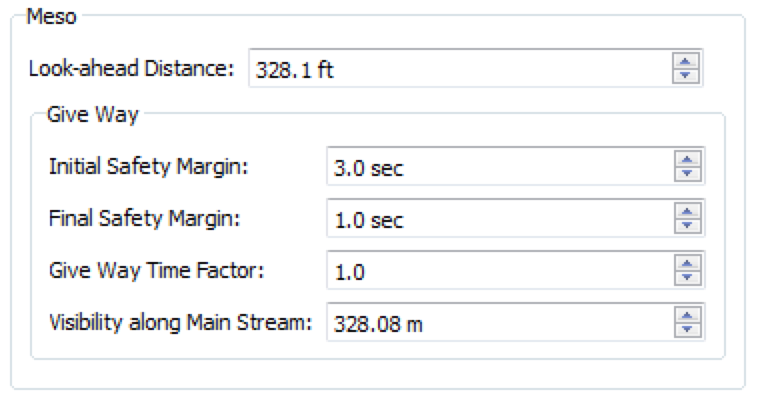 Meso
Look-ahead Distance: 328.1 ft
Give Way
Initial Safety Margin: 3.0 sec
Final Safety Margin: 1.0 sec
Give Way Time Factor: 1.0
Visibility along Main Stream: 328.08 m